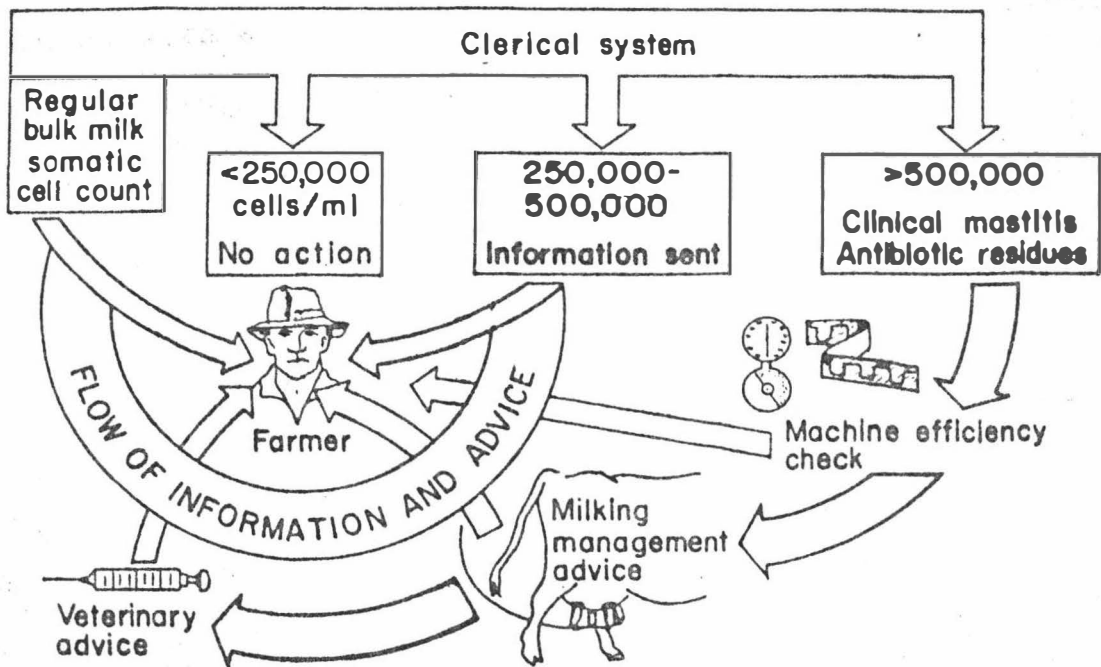 Clerical system
Regular
bulk milk
somatic
cell count
<250,000
cells/ml
No action
250,000-
500,000
Information sent
>500,000
Clinical mastitis
Antibiotic residues
Farmer
FLOW OF INFORMATION AND ADVICE
Machine efficiency
check
Milking
management
advice
Veterinary
advice